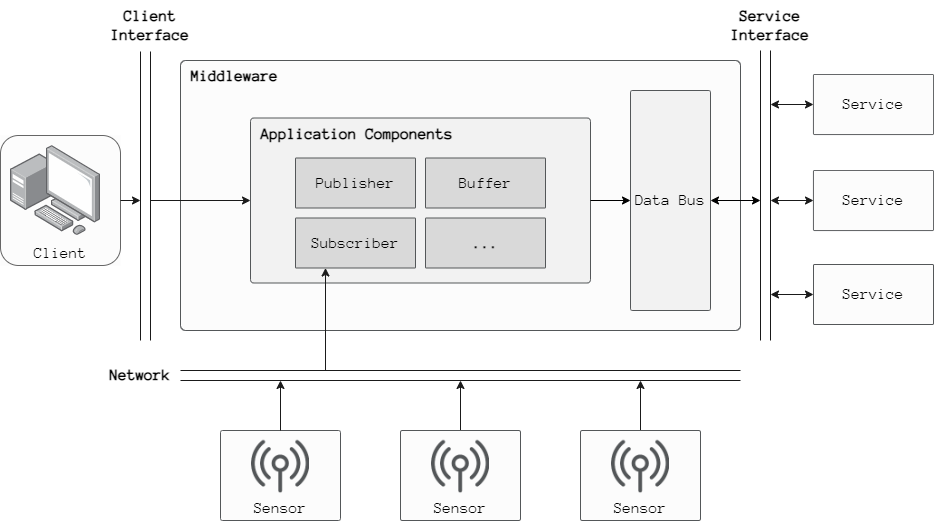 Client
Interface
Service
Interface
Middleware
Application Components
Publisher
Buffer
Subscriber
...
Data Bus
Service
Service
Service
Client
Network
Sensor
Sensor
Sensor